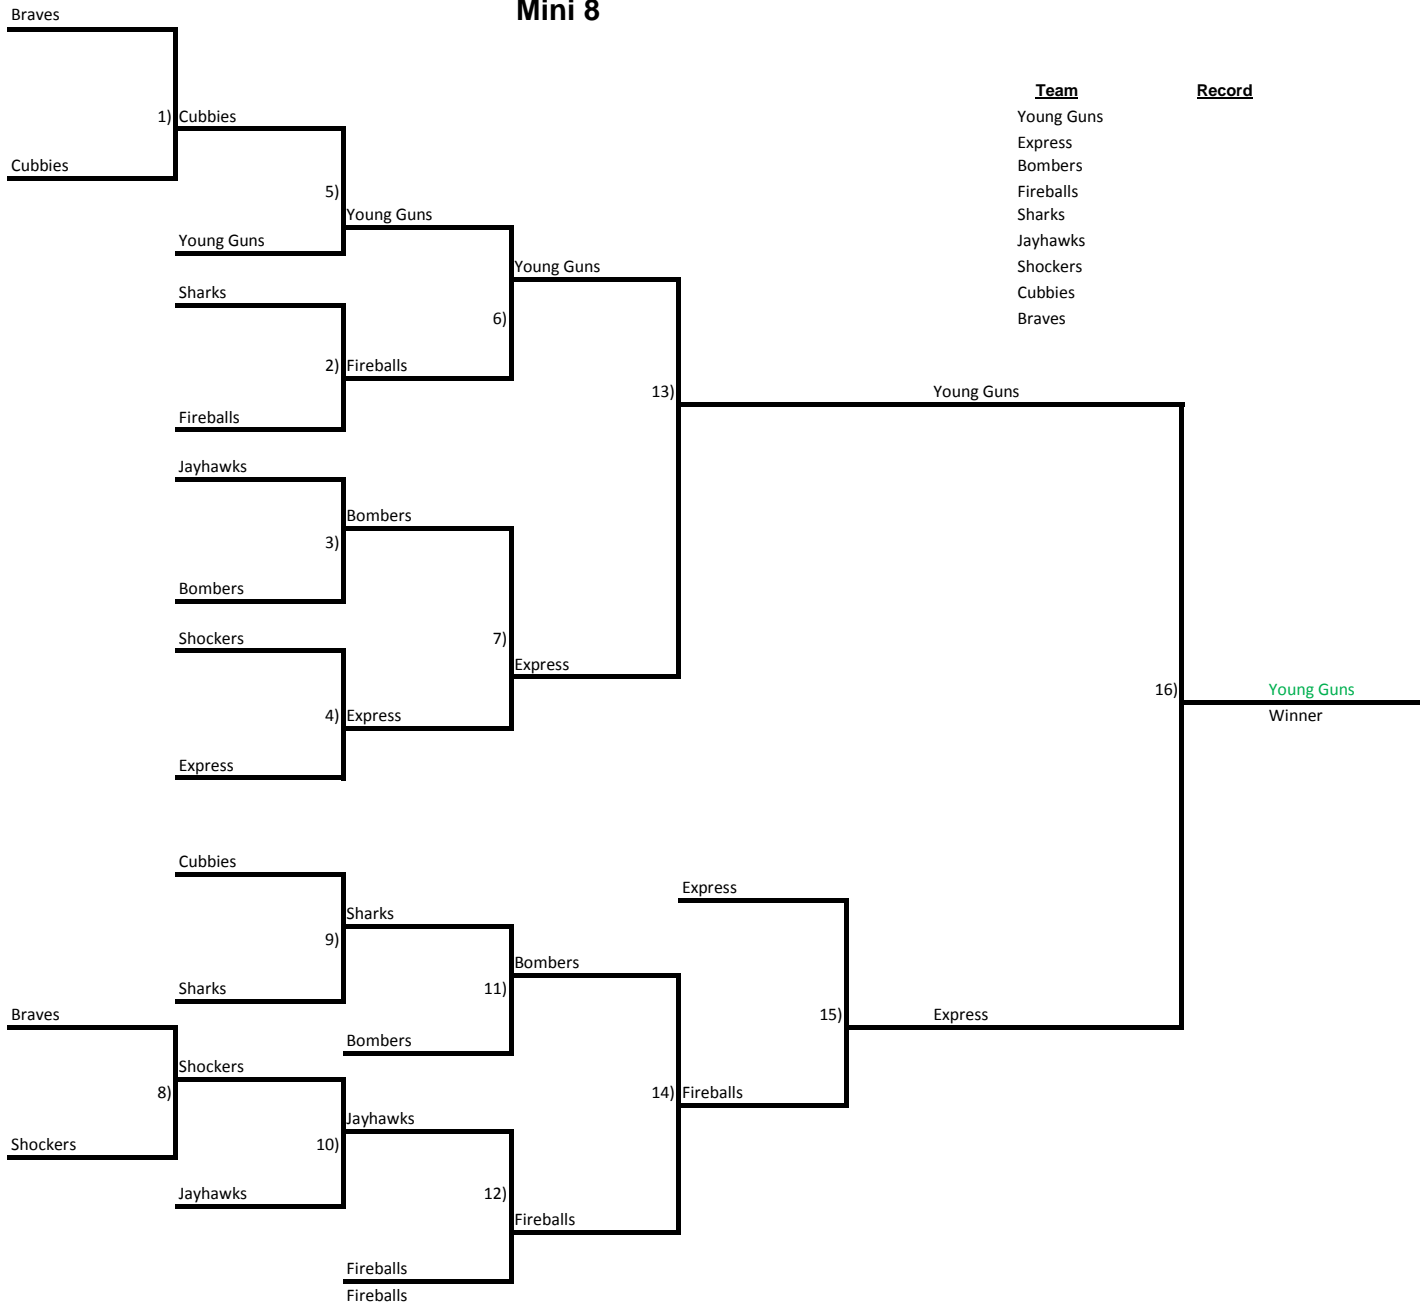 Mini 8
Braves
1) Cubbies
Cubbies
5)
Young Guns
Young Guns
Young Guns
Sharks
6)
2) Fireballs
Fireballs
13)
Young Guns
Jayhawks
Bombers
3)
Bombers
Shockers
7)
Express
4) Express
Express
Team Record
Young Guns
Express
Bombers
Fireballs
Sharks
Jayhawks
Shockers
Cubbies
Braves
16)
Young Guns
Winner
Cubbies
Express
Sharks
9)
Bombers
Sharks
11)
Braves
15)
Express
Bombers
Shockers
8)
14) Fireballs
Jayhawks
Shockers
10)
Jayhawks
12)
Fireballs
Fireballs
Fireballs